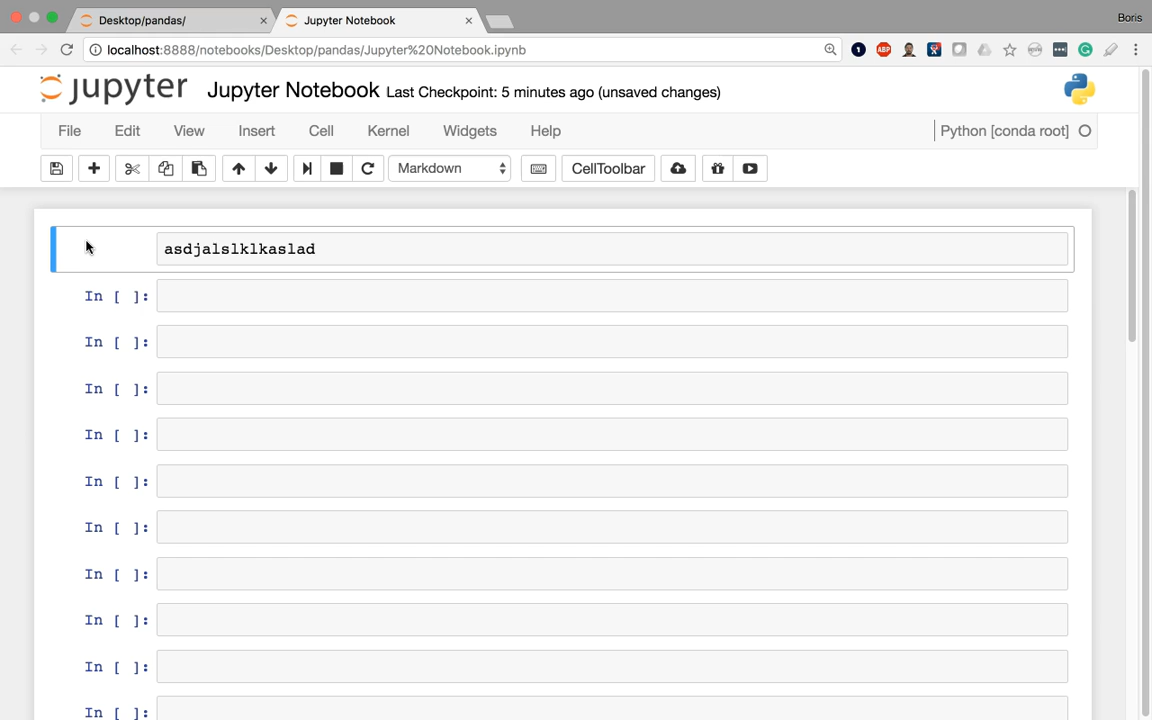 Desktop/pandas/ Jupyter Notebook Boris
localhost:8888/notebooks/Desktop/pandas/Jupyter%20Notebook.ipynb
jupyter Jupyter Notebook Last Checkpoint: 5 minutes ago (unsaved changes)
File Edit View Insert Cell Kernel Widgets Help Python [conda root]
Markdown CellToolbar
asdjalslklkaslad
In [ ]:
In [ ]:
In [ ]:
In [ ]:
In [ ]:
In [ ]:
In [ ]:
In [ ]:
In [ ]:
In [ ]: